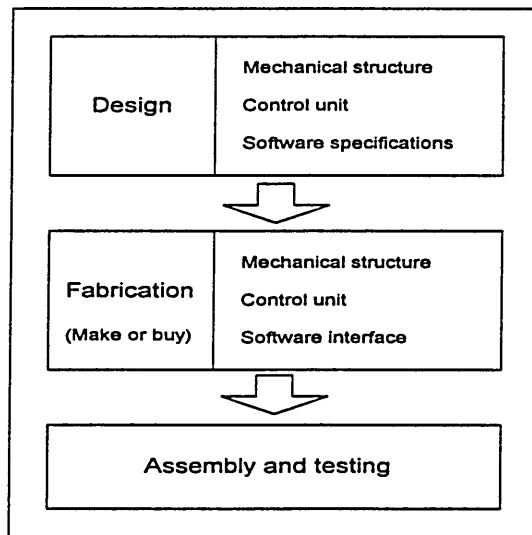 Design
Mechanical structure
Control unit
Software specifications
Fabrication
(Make or buy)
Mechanical structure
Control unit
Software interface
Assembly and testing